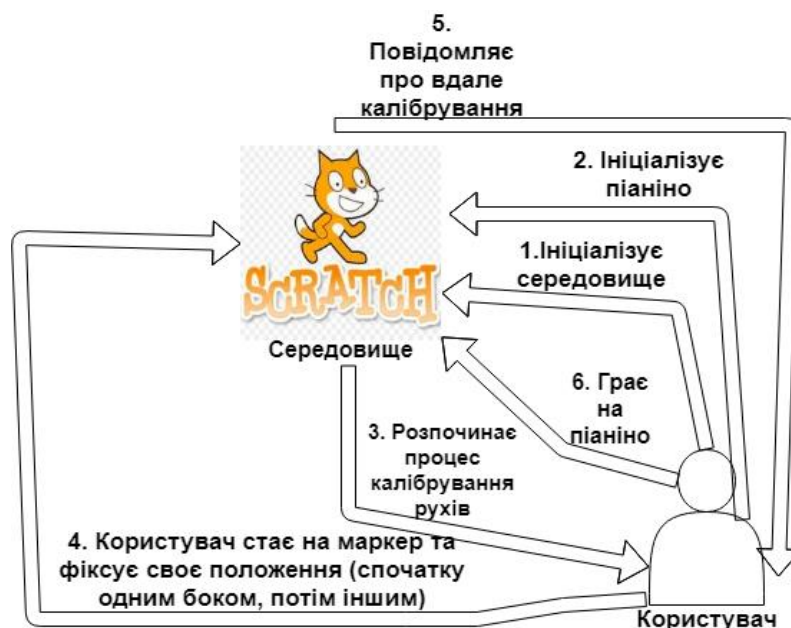 5.
Повідомляє
про вдале
калібрування
2. Ініціалізує
піаніно
1.Ініціалізує
середовище
SCRATCH
Середовище
6. Грає
на
піаніно
3. Розпочинає
процес
калібрування
рухів
4. Користувач стає на маркер та
фіксує своє положення (спочатку
одним боком, потім іншим)
Користувач